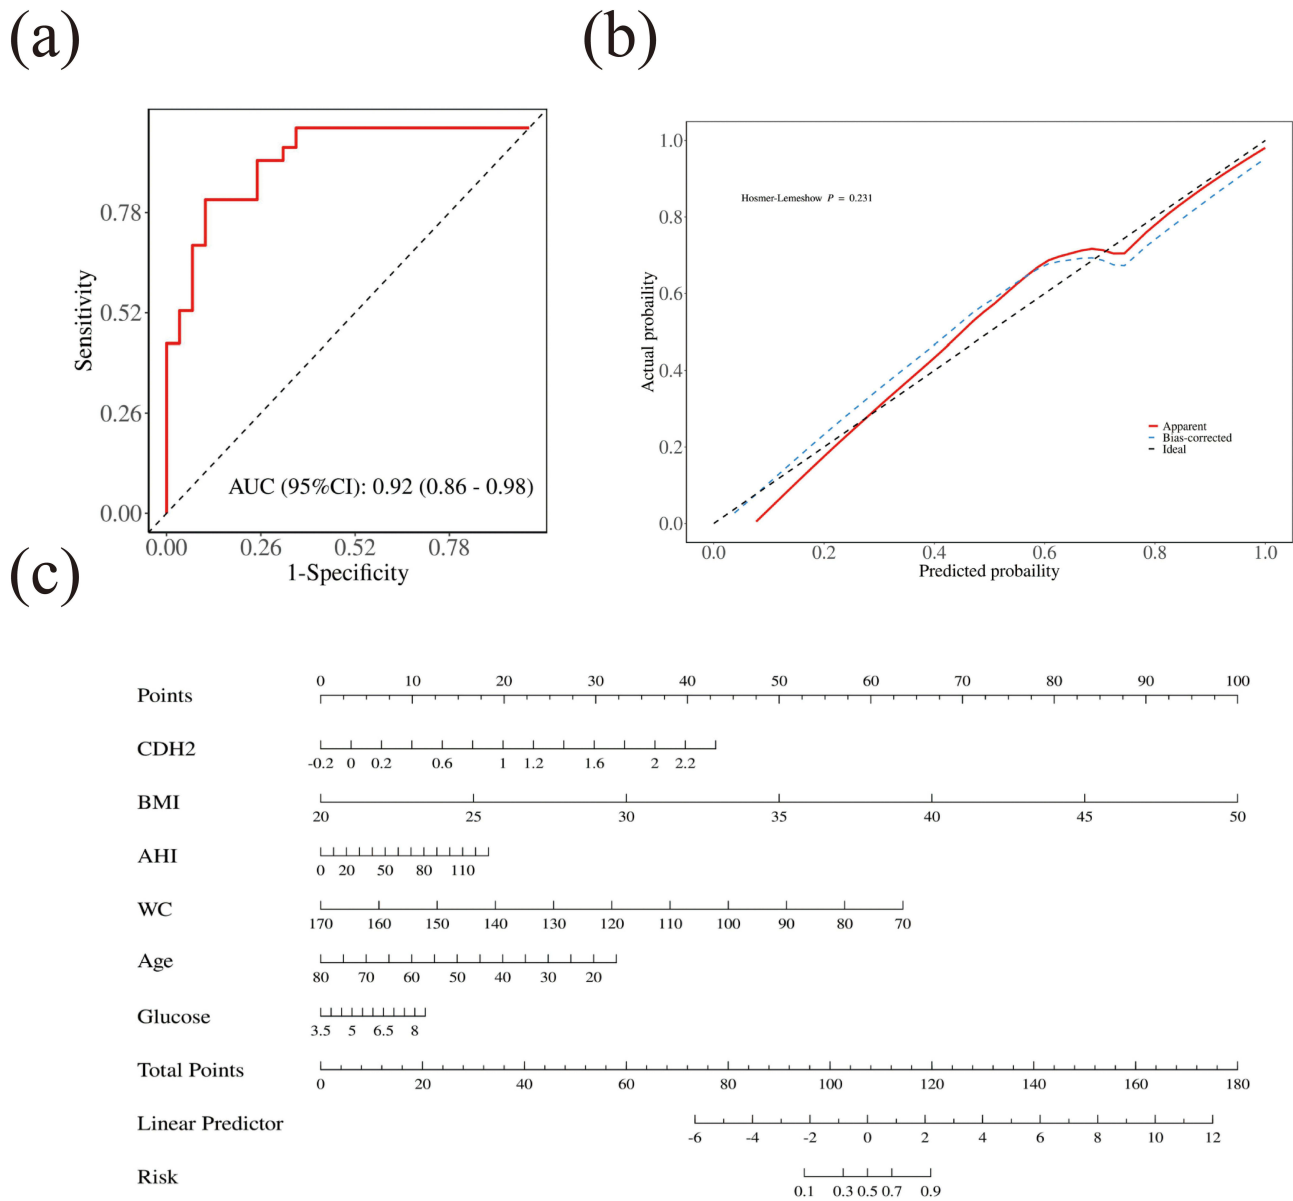 (a)
(b)
0.78
0.52
0.26
0.00
Sensitivity
AUC (95%CI): 0.92 (0.86 - 0.98)
0.00 0.26 0.52 0.78
1-Specificity
1.0
0.8
0.6
0.4
0.2
0.0
Actual probaility
Hosmer-Lemeshow P = 0.231
Apparent
Bias-corrected
Ideal
0.0 0.2 0.4 0.6 0.8 1.0
Predicted probaility
(c)
0 10 20 30 40 50 60 70 80 90 100
Points
CDH2
-0.2 0 0.2 0.6 1 1.2 1.6 2 2.2
BMI
20 25 30 35 40 45 50
AHI
0 20 50 80 110
WC
170 160 150 140 130 120 110 100 90 80 70
Age
80 70 60 50 40 30 20
Glucose
3.5 5 6.5 8
Total Points
0 20 40 60 80 100 120 140 160 180
Linear Predictor
-6 -4 -2 0 2 4 6 8 10 12
Risk
0.1 0.3 0.5 0.7 0.9